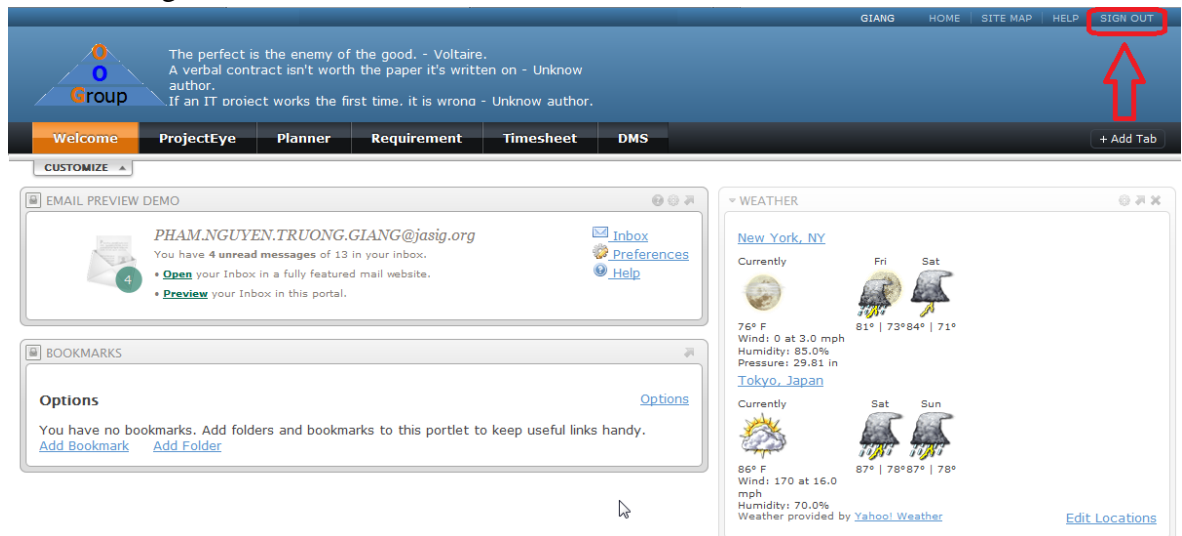 GIANG HOME SITE MAP HELP SIGN OUT
O
O
Group
The perfect is the enemy of the good. - Voltaire.
A verbal contract isn't worth the paper it's written on - Unknow
author.
If an IT project works the first time, it is wrong - Unknow author.
Welcome ProjectEye Planner Requirement Timesheet DMS + Add Tab
CUSTOMIZE
EMAIL PREVIEW DEMO
PHAM.NGUYEN.TRUONG.GIANG@jasig.org
You have 4 unread messages of 13 in your inbox.
• Open your Inbox in a fully featured mail website.
• Preview your Inbox in this portal.
4
Inbox
Preferences
Help
BOOKMARKS
Options Options
You have no bookmarks. Add folders and bookmarks to this portlet to keep useful links handy.
Add Bookmark Add Folder
WEATHER
New York, NY
Currently Fri Sat
76° F 81° | 73° 84° | 71°
Wind: 0 at 3.0 mph
Humidity: 85.0%
Pressure: 29.81 in
Tokyo, Japan
Currently Sat Sun
86° F 87° | 78° 87° | 78°
Wind: 170 at 16.0
mph
Humidity: 70.0%
Weather provided by Yahoo! Weather
Edit Locations